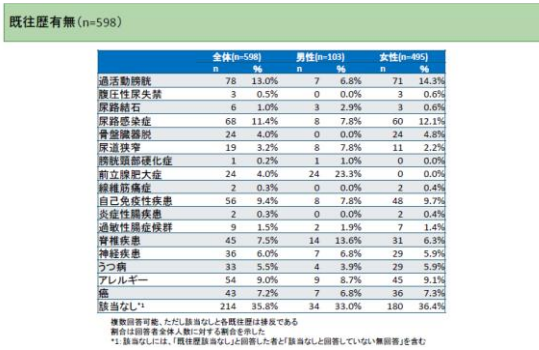 既往歴有無(n=598)
全体(n=598) 男性(n=103) 女性(n=495)
n % n % n %
過活動膀胱 78 13.0% 7 6.8% 71 14.3%
腹圧性尿失禁 3 0.5% 0 0.0% 3 0.6%
尿路結石 6 1.0% 3 2.9% 3 0.6%
尿路感染症 68 11.4% 8 7.8% 60 12.1%
骨盤臓器脱 24 4.0% 0 0.0% 24 4.8%
尿道狭窄 19 3.2% 8 7.8% 11 2.2%
膀胱頸部硬化症 1 0.2% 1 1.0% 0 0.0%
前立腺肥大症 24 4.0% 24 23.3% 0 0.0%
線維筋痛症 2 0.3% 0 0.0% 2 0.4%
自己免疫性疾患 56 9.4% 8 7.8% 48 9.7%
炎症性腸疾患 2 0.3% 0 0.0% 2 0.4%
過敏性腸症候群 9 1.5% 2 1.9% 7 1.4%
脊椎疾患 45 7.5% 14 13.6% 31 6.3%
神経疾患 36 6.0% 7 6.8% 29 5.9%
うつ病 33 5.5% 4 3.9% 29 5.9%
アレルギー 54 9.0% 9 8.7% 45 9.1%
癌 43 7.2% 7 6.8% 36 7.3%
該当なし*1 214 35.8% 34 33.0% 180 36.4%
複数回答可能、ただし該当なしと各既往歴は排反である
割合は回答者全体人数に対する割合を示した
*1: 該当なしには、「既往歴該当なし」と回答した者と「該当なしと回答していない無回答」を含む